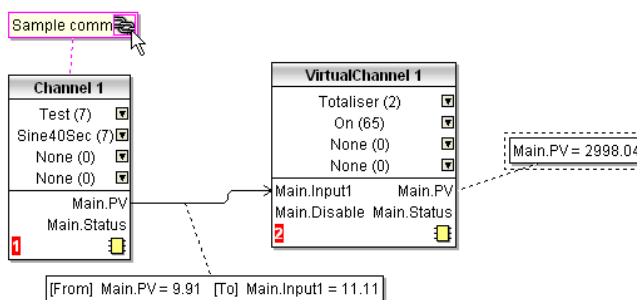 Sample comm
Channel 1
Test (7)
Sine40Sec (7)
None (0)
None (0)
Main.PV
Main.Status
1
VirtualChannel 1
Totaliser (2)
On (65)
None (0)
None (0)
Main.Input1 Main.PV
Main.Disable Main.Status
2
Main.PV = 2998.04
[From] Main.PV = 9.91 [To] Main.Input1 = 11.11